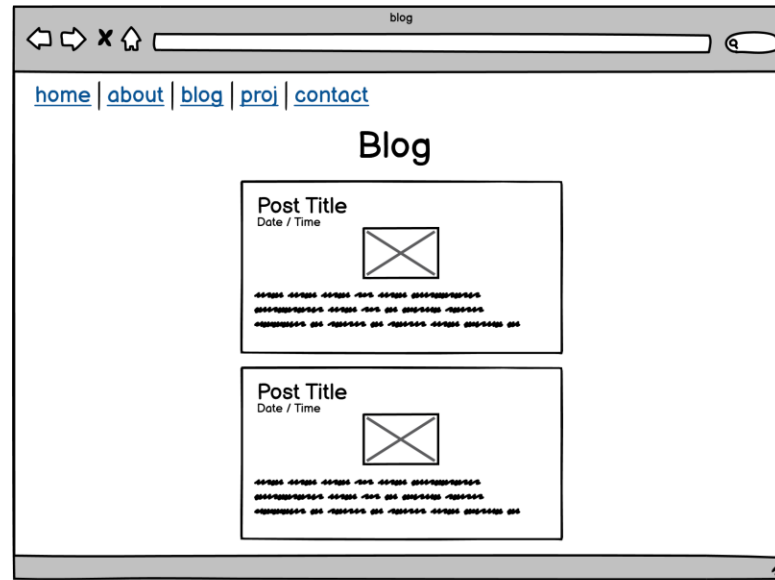 blog
home | about | blog | proj | contact
Blog
Post Title
Date / Time
Post Title
Date / Time